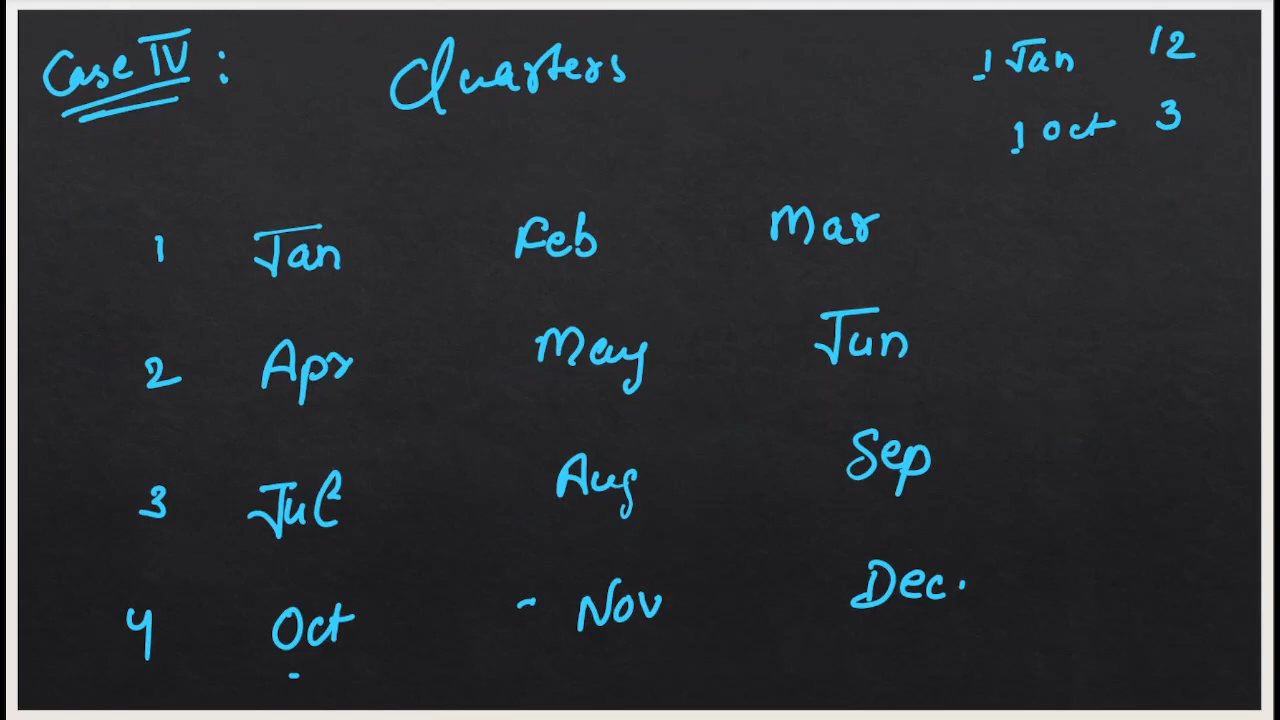 Case IV : Quarters
1 Jan 12
1 Oct 3
1 Jan Feb Mar
2 Apr May Jun
3 Jul Aug Sep
4 Oct - Nov Dec.